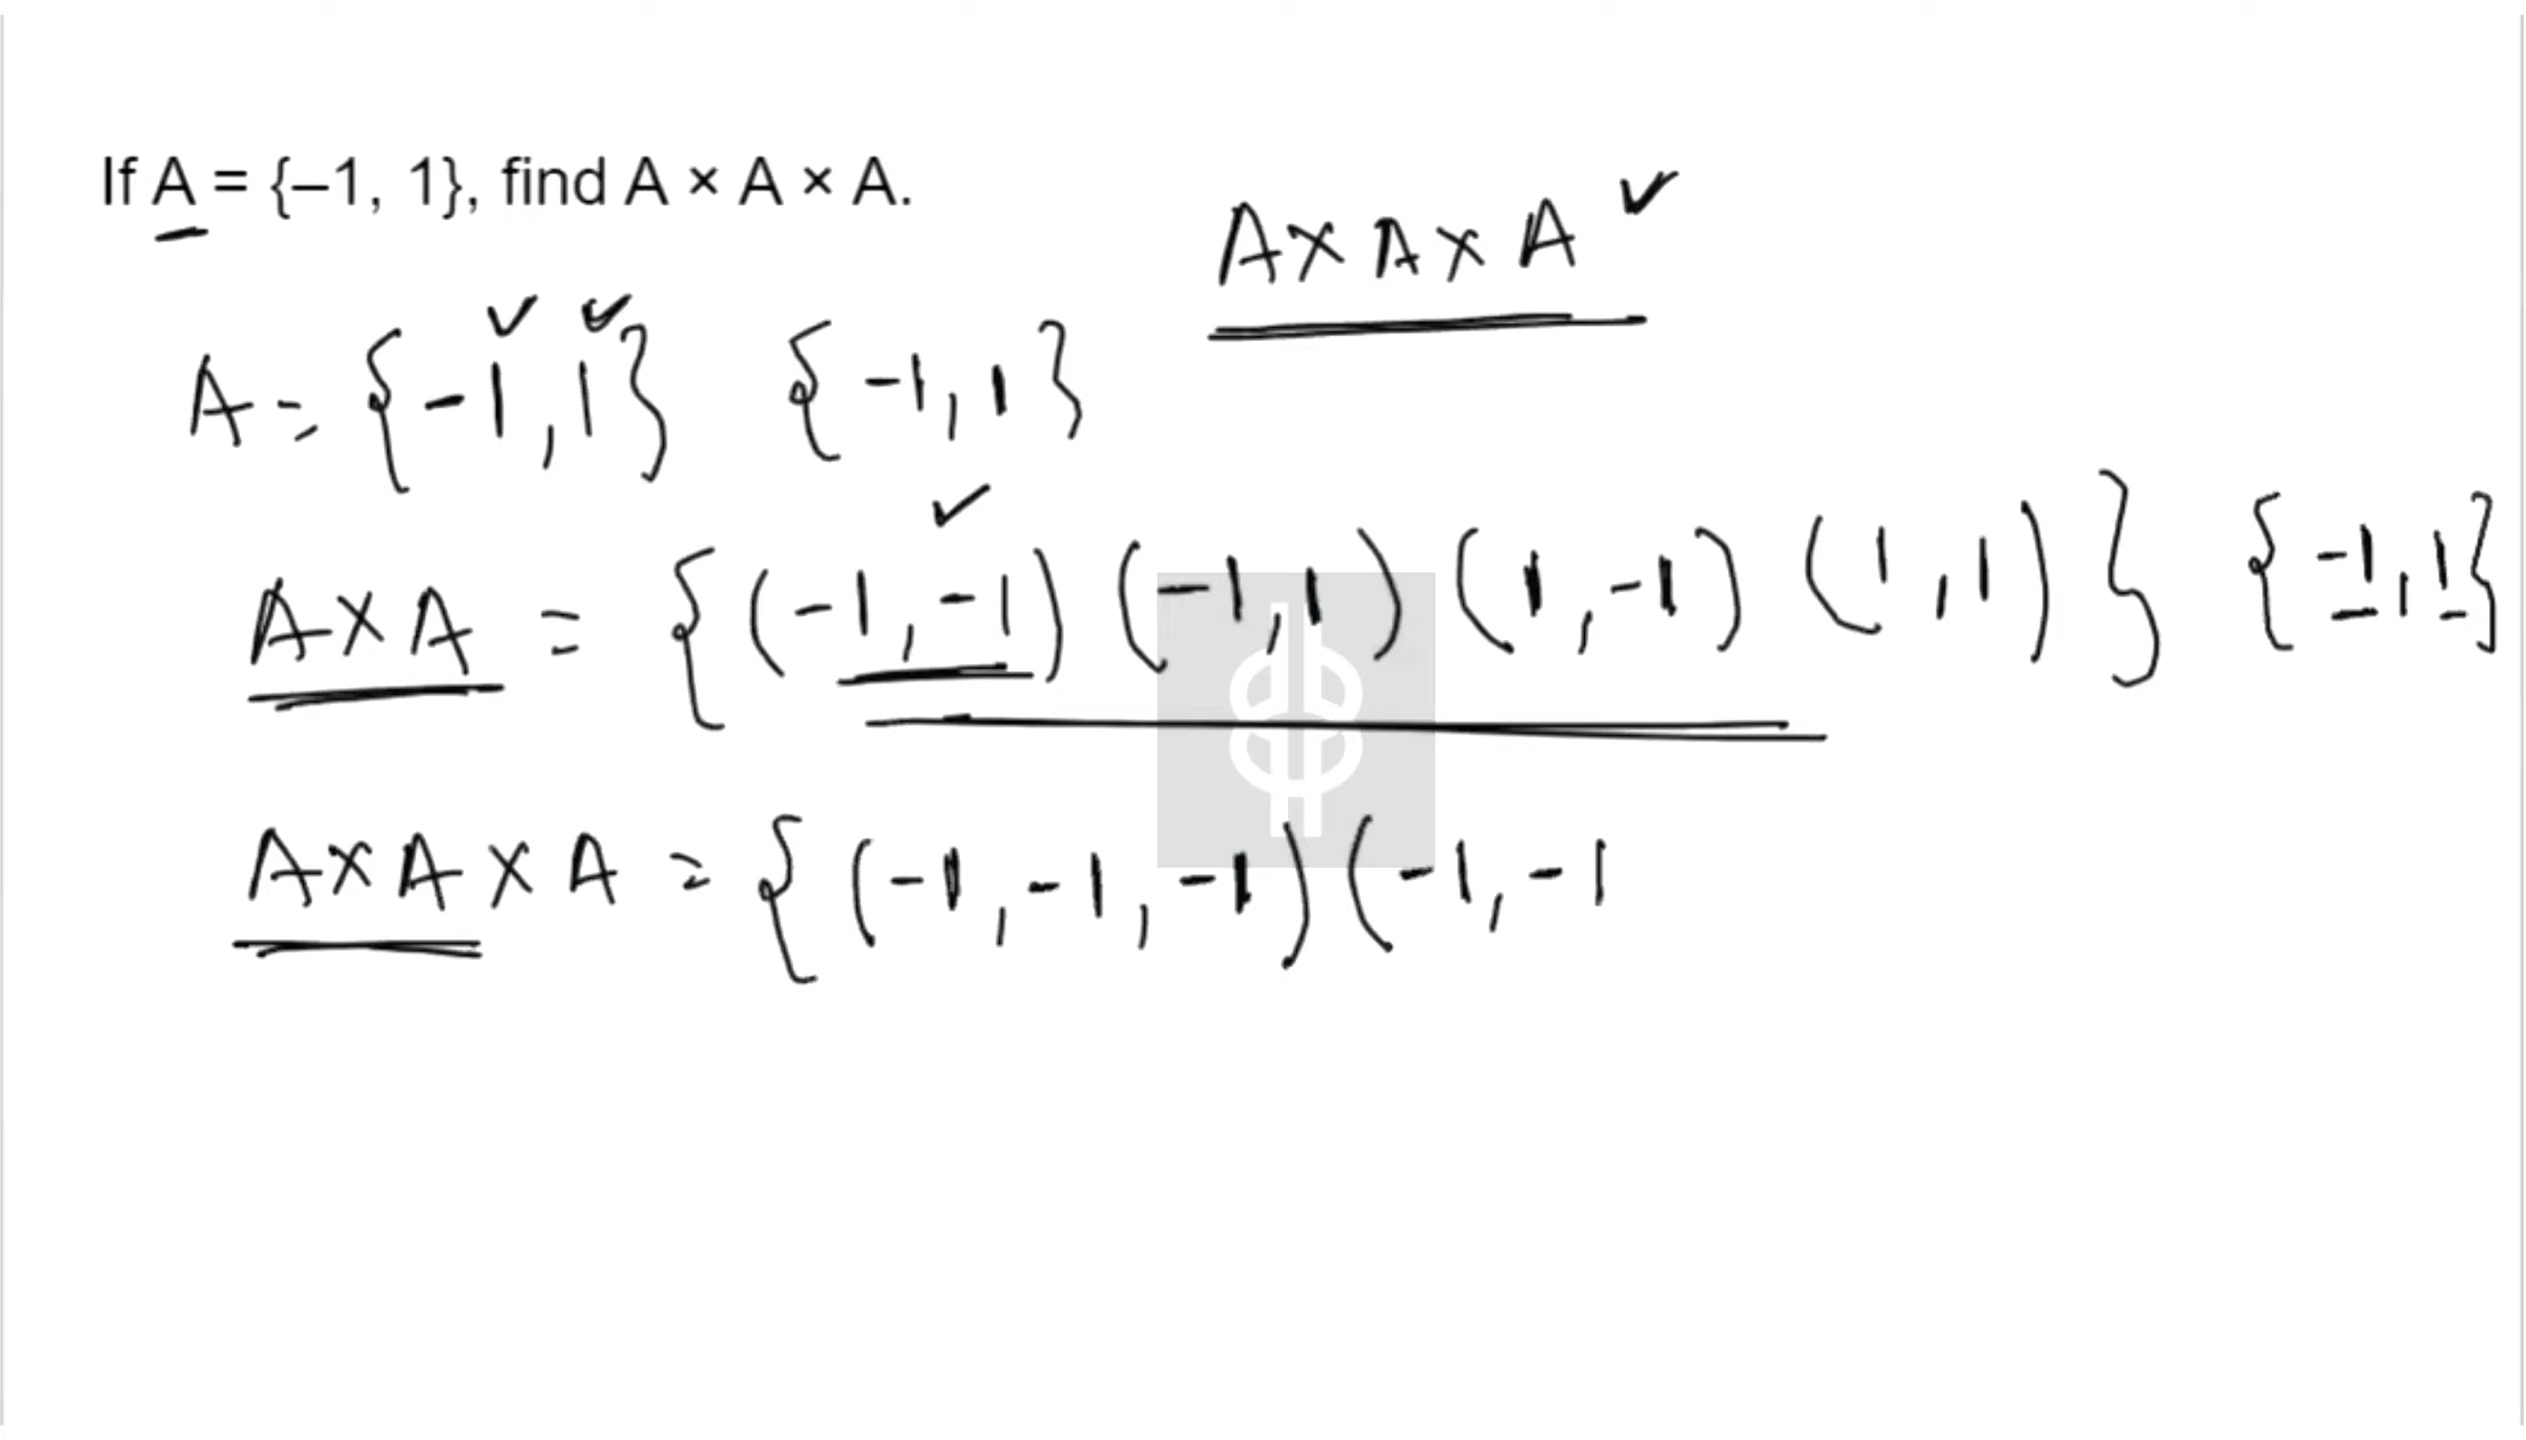 If A = {–1, 1}, find A × A × A.
A × A × A
A = {-1, 1} {-1, 1}
A × A = {(-1, -1) (-1, 1) (1, -1) (1, 1)} {-1, 1}
A × A × A = {(-1, -1, -1) (-1, -1